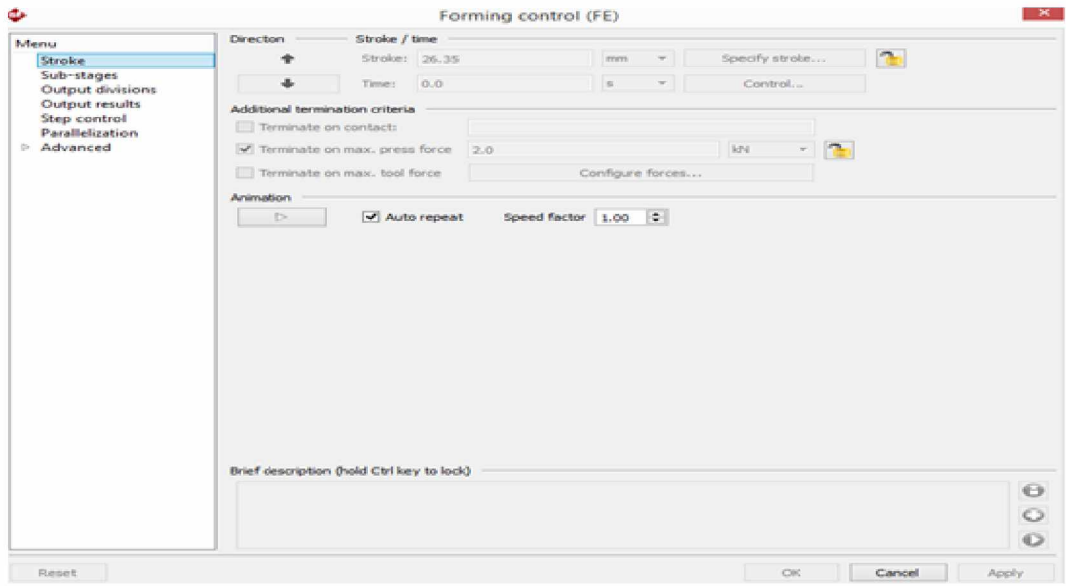 Forming control (FE)
Menu
Stroke
Sub-stages
Output divisions
Output results
Step control
Parallelization
Advanced
Direction Stroke / time
Stroke: 26.35 mm Specify stroke...
Time: 0.0 s Control...
Additional termination criteria
Terminate on contact:
Terminate on max. press force 2.0 kN
Terminate on max. tool force Configure forces...
Animation
Auto repeat Speed factor 1.00
Brief description (hold Ctrl key to lock)
Reset OK Cancel Apply